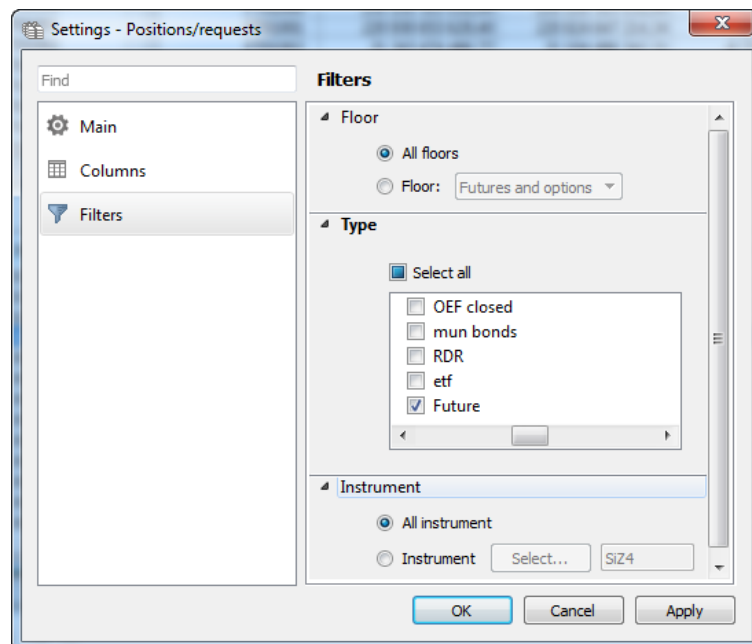 Settings - Positions/requests
Find
Main
Columns
Filters
Filters
Floor
All floors
Floor: Futures and options
Type
Select all
OEF closed
mun bonds
RDR
etf
Future
Instrument
All instrument
Instrument Select... SiZ4
OK Cancel Apply